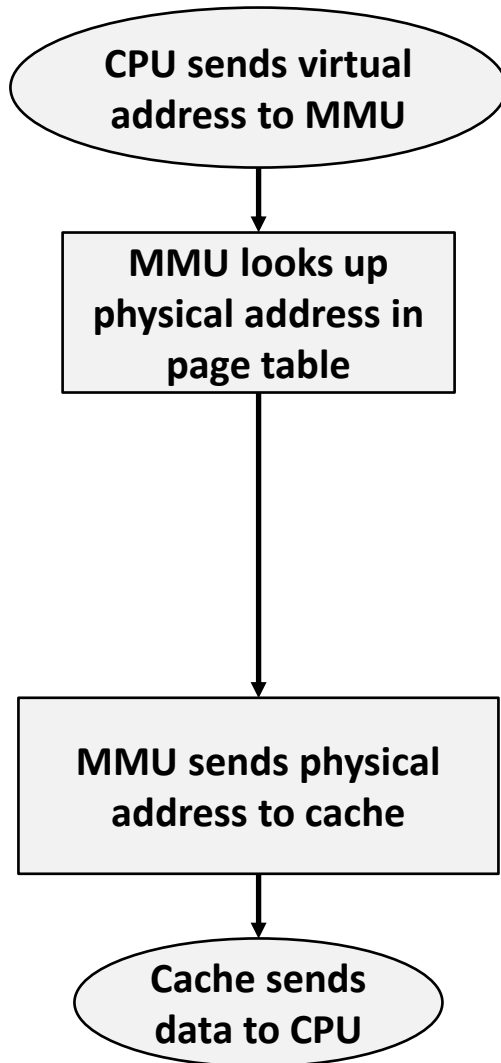 CPU sends virtual
address to MMU
MMU looks up
physical address in
page table
MMU sends physical
address to cache
Cache sends
data to CPU